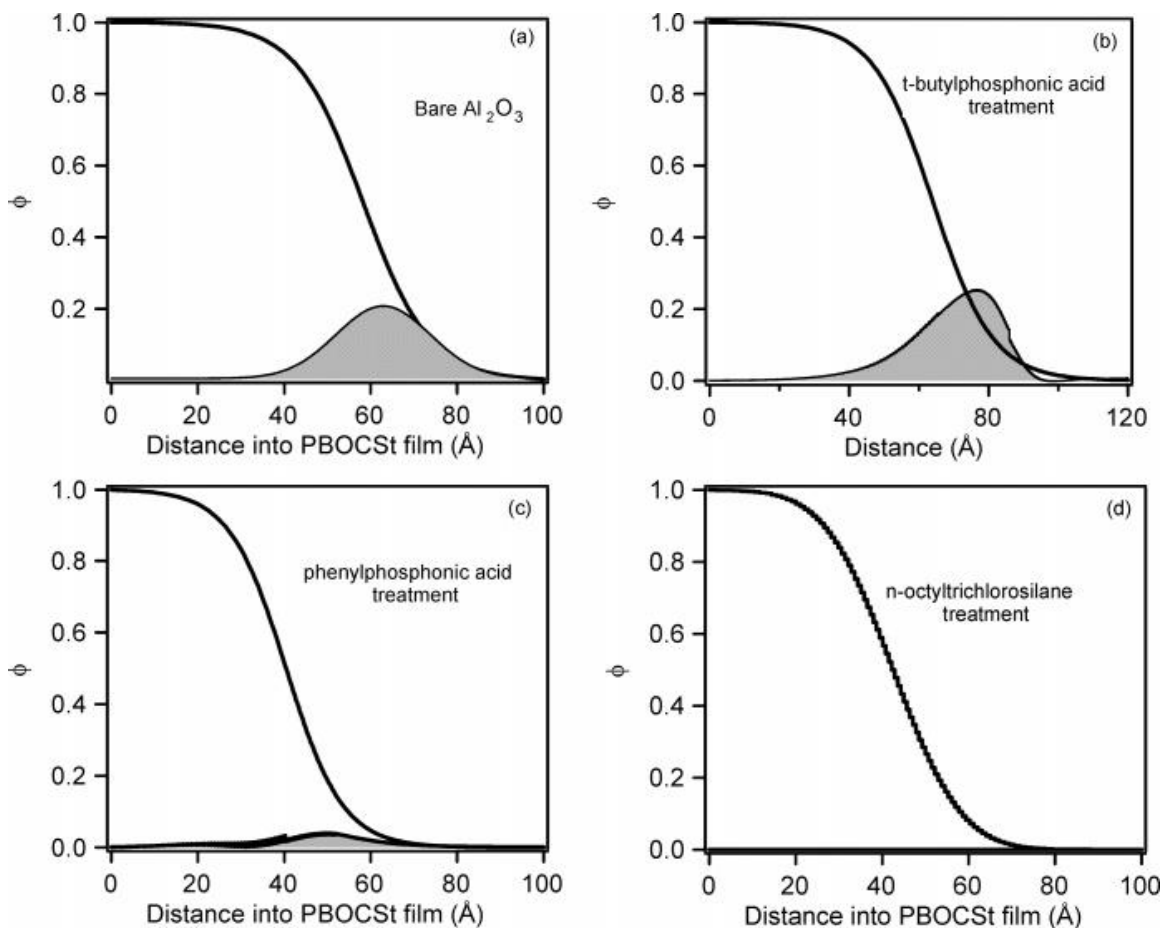 (a)
Bare Al2O3
1.0
0.8
0.6
0.4
0.2
ϕ
0 20 40 60 80 100
Distance into PBOCSt film (Å)
(b)
t-butylphosphonic acid
treatment
1.0
0.8
0.6
0.4
0.2
0.0
ϕ
0 40 80 120
Distance (Å)
(c)
phenylphosphonic acid
treatment
1.0
0.8
0.6
0.4
0.2
0.0
ϕ
0 20 40 60 80 100
Distance into PBOCSt film (Å)
(d)
n-octyltrichlorosilane
treatment
1.0
0.8
0.6
0.4
0.2
0.0
ϕ
0 20 40 60 80 100
Distance into PBOCSt film (Å)